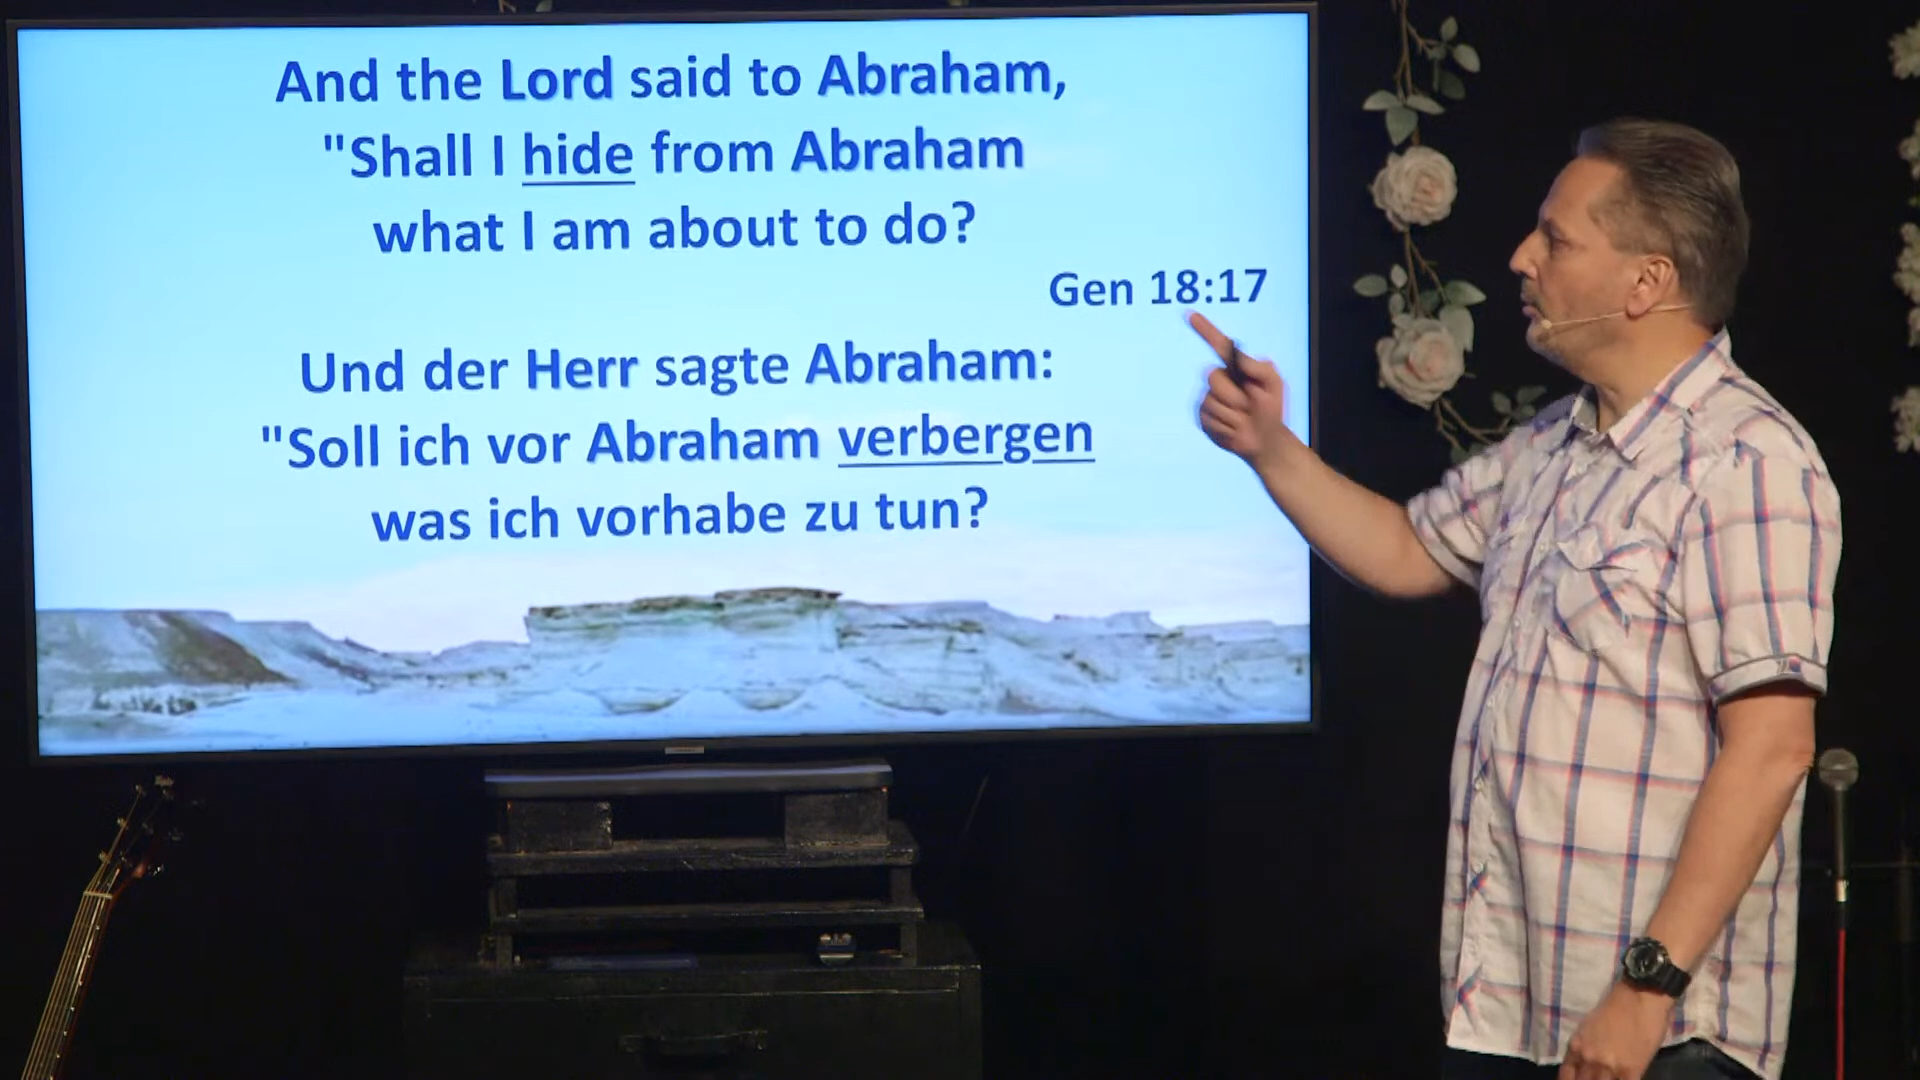 And the Lord said to Abraham,
"Shall I hide from Abraham
what I am about to do?
Gen 18:17
Und der Herr sagte Abraham:
"Soll ich vor Abraham verbergen
was ich vorhabe zu tun?